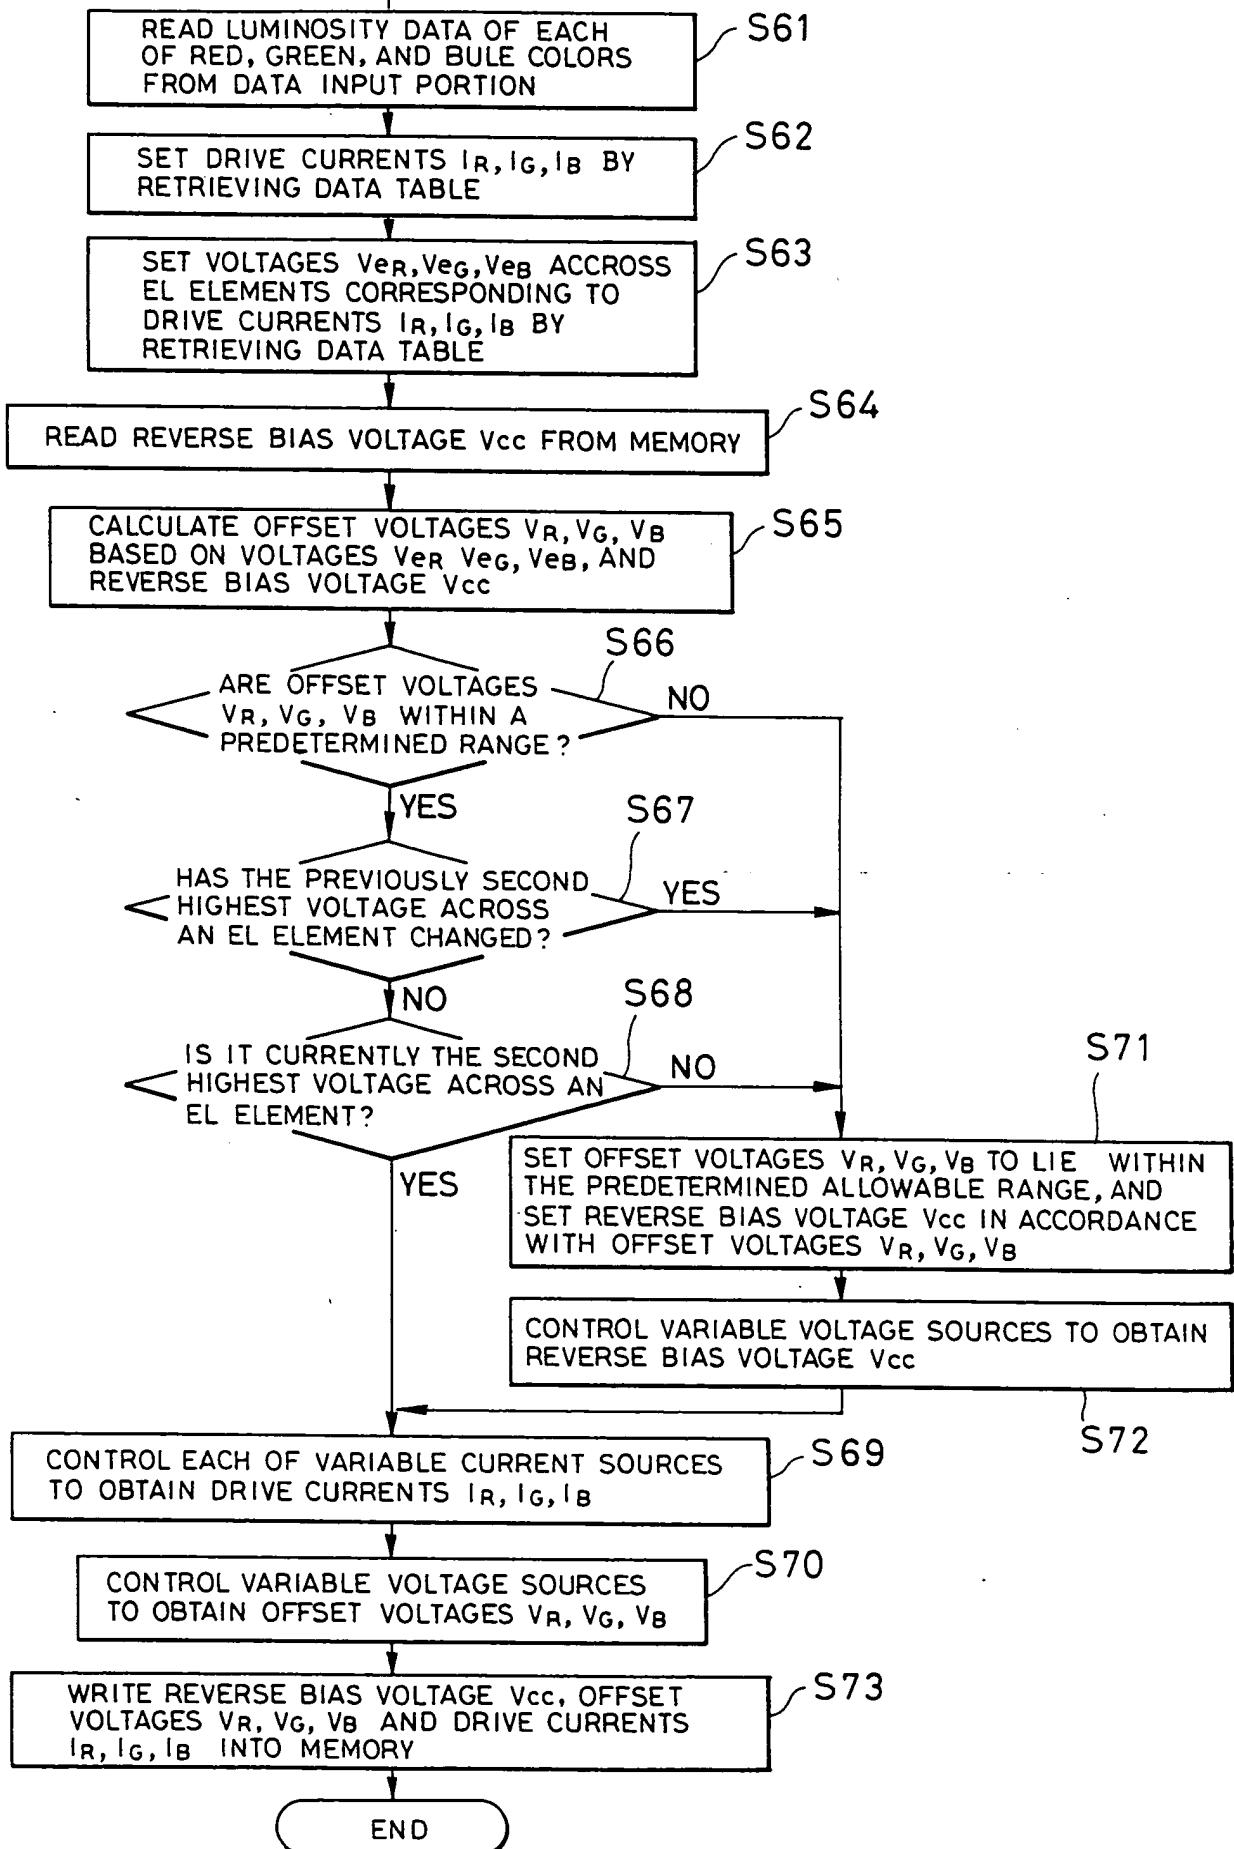 READ LUMINOSITY DATA OF EACH
OF RED, GREEN, AND BULE COLORS
FROM DATA INPUT PORTION
S61
SET DRIVE CURRENTS IR, IG, IB BY
RETRIEVING DATA TABLE
S62
SET VOLTAGES VeR, VeG, VeB ACCROSS
EL ELEMENTS CORRESPONDING TO
DRIVE CURRENTS IR, IG, IB BY
RETRIEVING DATA TABLE
S63
READ REVERSE BIAS VOLTAGE Vcc FROM MEMORY
S64
CALCULATE OFFSET VOLTAGES VR, VG, VB
BASED ON VOLTAGES VeR VeG, VeB, AND
REVERSE BIAS VOLTAGE Vcc
S65
ARE OFFSET VOLTAGES
VR, VG, VB WITHIN A
PREDETERMINED RANGE?
S66
NO
YES
HAS THE PREVIOUSLY SECOND
HIGHEST VOLTAGE ACROSS
AN EL ELEMENT CHANGED?
S67
YES
NO
IS IT CURRENTLY THE SECOND
HIGHEST VOLTAGE ACROSS AN
EL ELEMENT?
S68
NO
YES
S71
SET OFFSET VOLTAGES VR, VG, VB TO LIE WITHIN
THE PREDETERMINED ALLOWABLE RANGE, AND
SET REVERSE BIAS VOLTAGE Vcc IN ACCORDANCE
WITH OFFSET VOLTAGES VR, VG, VB
CONTROL VARIABLE VOLTAGE SOURCES TO OBTAIN
REVERSE BIAS VOLTAGE Vcc
S72
CONTROL EACH OF VARIABLE CURRENT SOURCES
TO OBTAIN DRIVE CURRENTS IR, IG, IB
S69
CONTROL VARIABLE VOLTAGE SOURCES
TO OBTAIN OFFSET VOLTAGES VR, VG, VB
S70
WRITE REVERSE BIAS VOLTAGE Vcc, OFFSET
VOLTAGES VR, VG, VB AND DRIVE CURRENTS
IR, IG, IB INTO MEMORY
S73
END